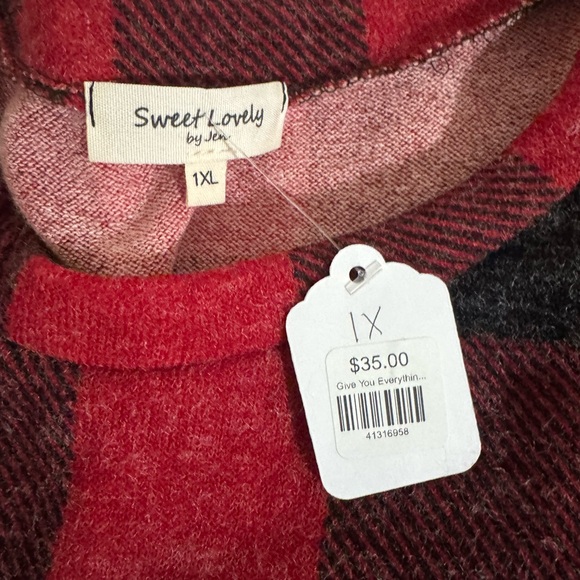 Sweet Lovely
by Jen
1XL
1X
$35.00
Give You Everythin...
41316958